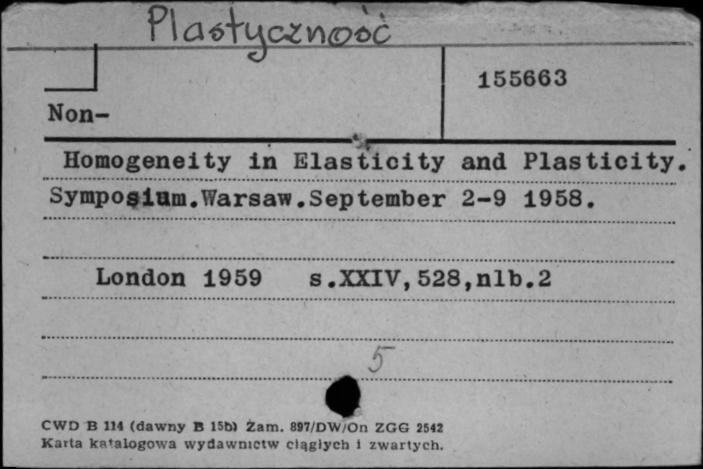 Plastyczność
155663
Non-
Homogeneity in Elasticity and Plasticity.
Symposium.Warsaw.September 2-9 1958.
London 1959 s.XXIV,528,nlb.2
5
CWD B 114 (dawny B 15b) Zam. 897/DW/On ZGG 2542
Karta katalogowa wydawnictw ciągłych i zwartych.